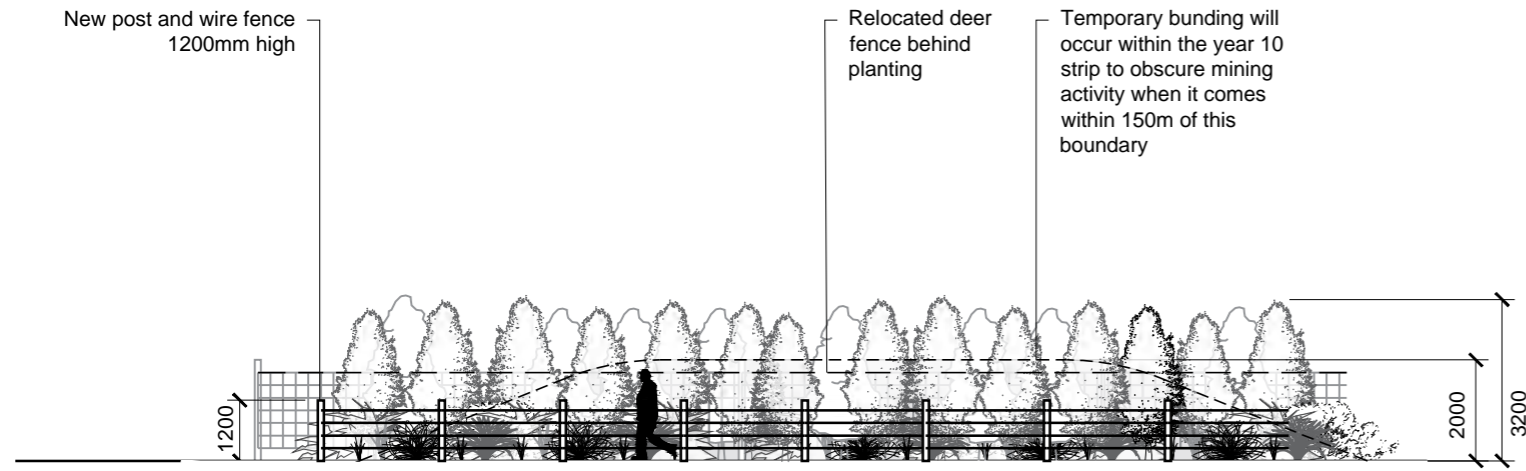 New post and wire fence
1200mm high
Relocated deer
fence behind
planting
Temporary bunding will
occur within the year 10
strip to obscure mining
activity when it comes
within 150m of this
boundary
1200
2000
3200